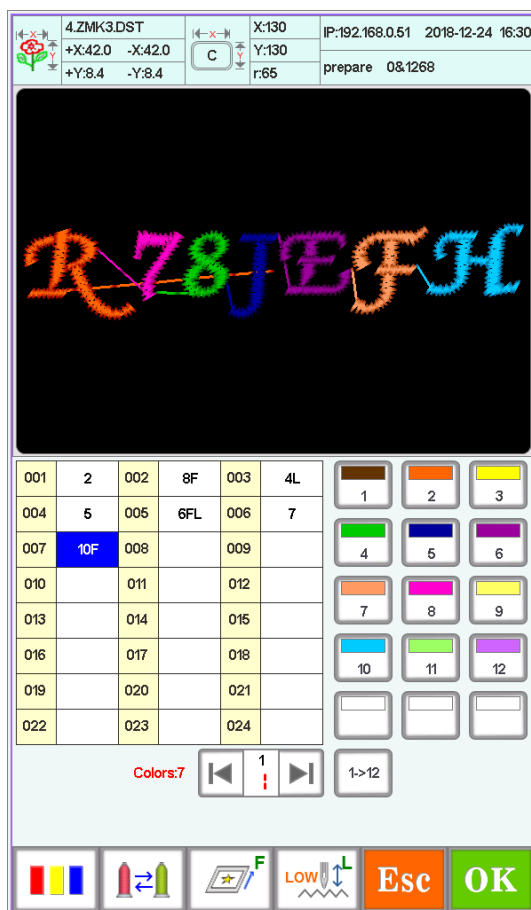 4.ZMK3.DST
X:130
IP:192.168.0.51 2018-12-24 16:30
X
+X:42.0 -X:42.0
X
C
Y
Y:130
Y
+Y:8.4 -Y:8.4
r:65
prepare 0&1268
R78JEFH
001 2 002 8F 003 4L
004 5 005 6FL 006 7
007 10F 008 009
010 011 012
013 014 015
016 017 018
019 020 021
022 023 024
1 2 3
4 5 6
7 8 9
10 11 12
Colors:7
1
1->12
F
LOW L
Esc
OK